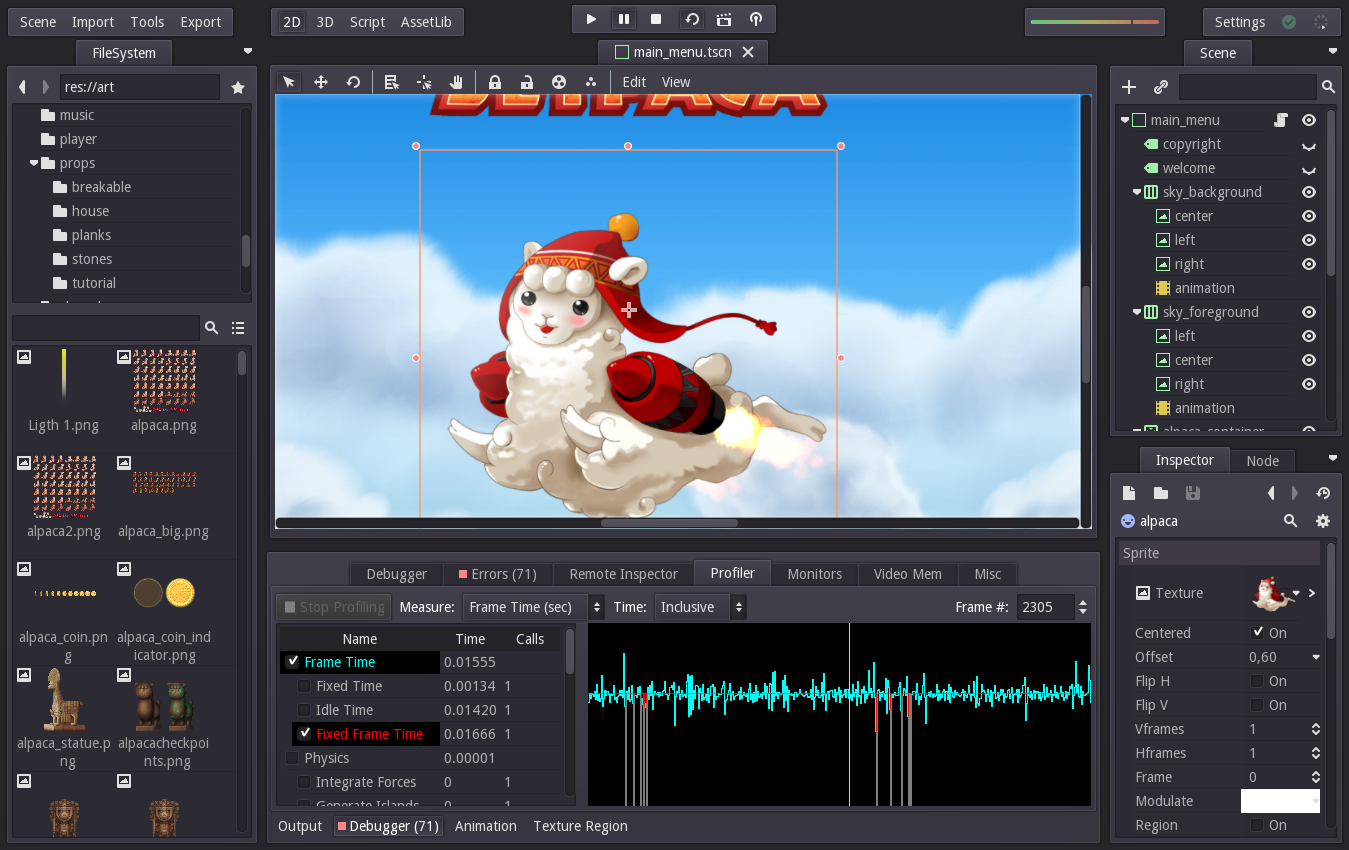 Scene Import Tools Export
2D 3D Script AssetLib
Settings
FileSystem
main_menu.tscn
Scene
res://art
Edit View
music
player
props
breakable
house
planks
stones
tutorial
Ligth 1.png
alpaca.png
alpaca2.png
alpaca_big.png
alpaca_coin.pn
g
alpaca_coin_ind
icator.png
alpaca_statue.p
ng
alpacacheckpoi
nts.png
JETPACA
main_menu
copyright
welcome
sky_background
center
left
right
animation
sky_foreground
left
center
right
animation
alpaca_container
Debugger Errors (71) Remote Inspector Profiler Monitors Video Mem Misc
Stop Profiling Measure: Frame Time (sec) Time: Inclusive Frame #: 2305
Name Time Calls
Frame Time 0.01555
Fixed Time 0.00134 1
Idle Time 0.01420 1
Fixed Frame Time 0.01666 1
Physics 0.00001
Integrate Forces 0 1
Generate Islands
Output Debugger (71) Animation Texture Region
Inspector Node
alpaca
Sprite
Texture
Centered On
Offset 0,60
Flip H On
Flip V On
Vframes 1
Hframes 1
Frame 0
Modulate
Region On